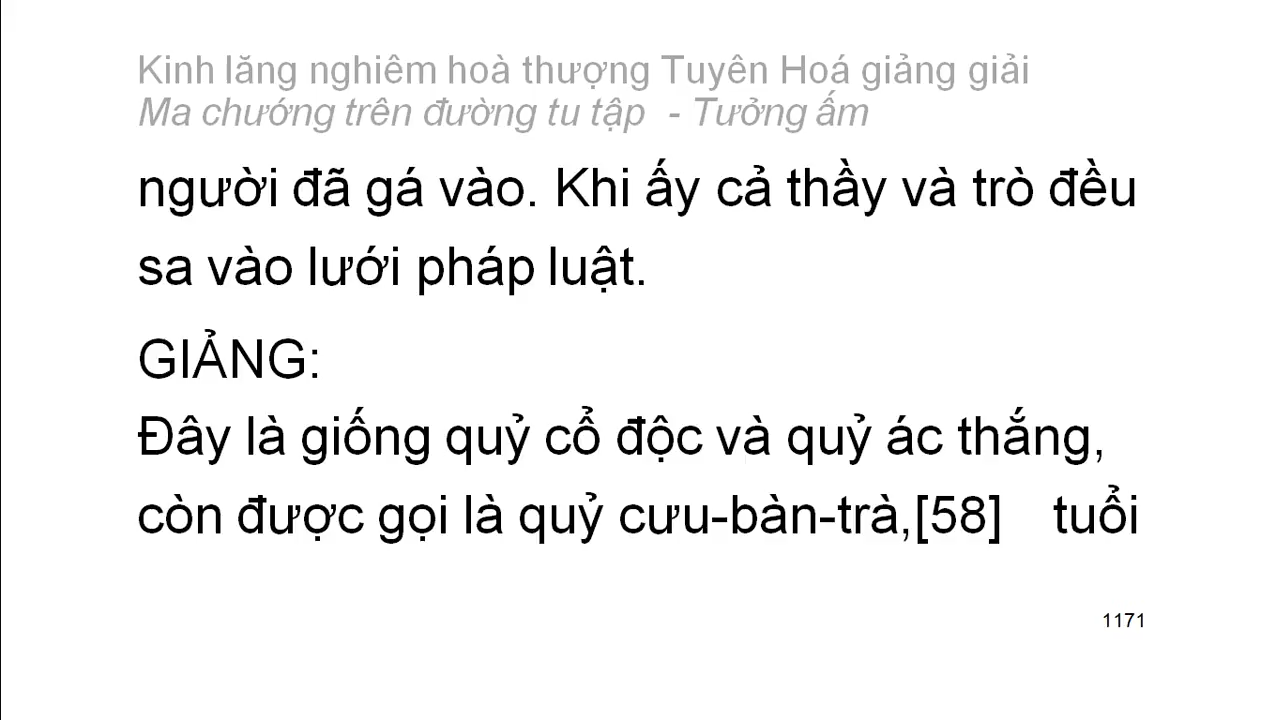 Kinh lăng nghiêm hoà thượng Tuyên Hoá giảng giải
Ma chướng trên đường tu tập - Tưởng ấm
người đã gá vào. Khi ấy cả thầy và trò đều
sa vào lưới pháp luật.
GIẢNG:
Đây là giống quỷ cổ độc và quỷ ác thắng,
còn được gọi là quỷ cưu-bàn-trà,[58] tuổi
1171